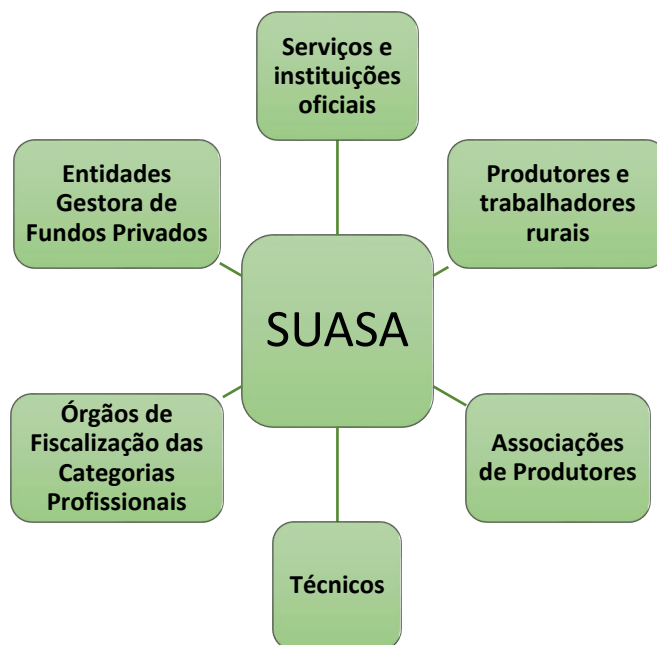 Serviços e
instituições
oficiais
Entidades
Gestora de
Fundos Privados
Produtores e
trabalhadores
rurais
SUASA
Órgãos de
Fiscalização das
Categorias
Profissionais
Associações
de Produtores
Técnicos